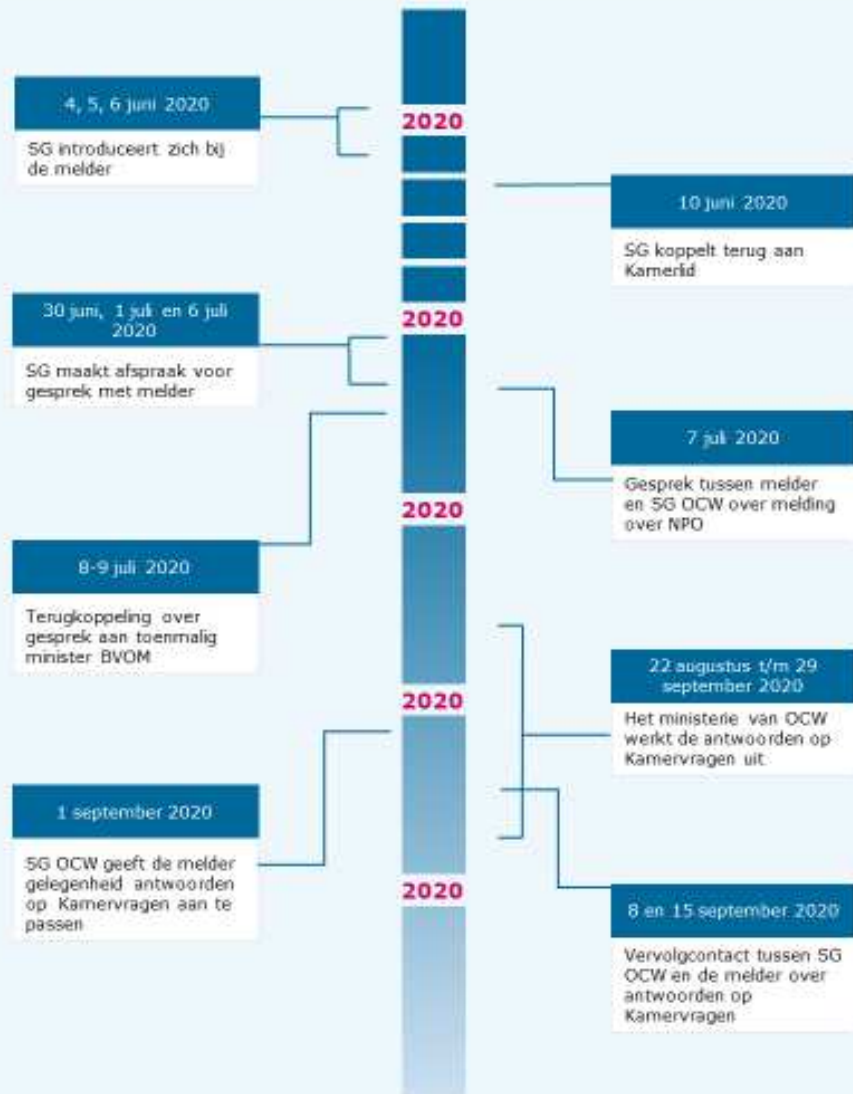 4, 5, 6 juni 2020
SG introduceert zich bij
de melder
2020
10 juni 2020
SG koppelt terug aan
Kamerlid
30 juni, 1 juli en 6 juli
2020
SG maakt afspraak voor
gesprek met melder
2020
7 juli 2020
Gesprek tussen melder
en SG OCW over melding
over NPO
2020
8-9 juli 2020
Terugkoppeling over
gesprek aan toenmalig
minister BVOM
22 augustus t/m 29
september 2020
Het ministerie van OCW
werkt de antwoorden op
Kamervragen uit
2020
1 september 2020
SG OCW geeft de melder
gelegenheid antwoorden
op Kamervragen aan te
passen
2020
8 en 15 september 2020
Vervolgcontact tussen SG
OCW en de melder over
antwoorden op
Kamervragen